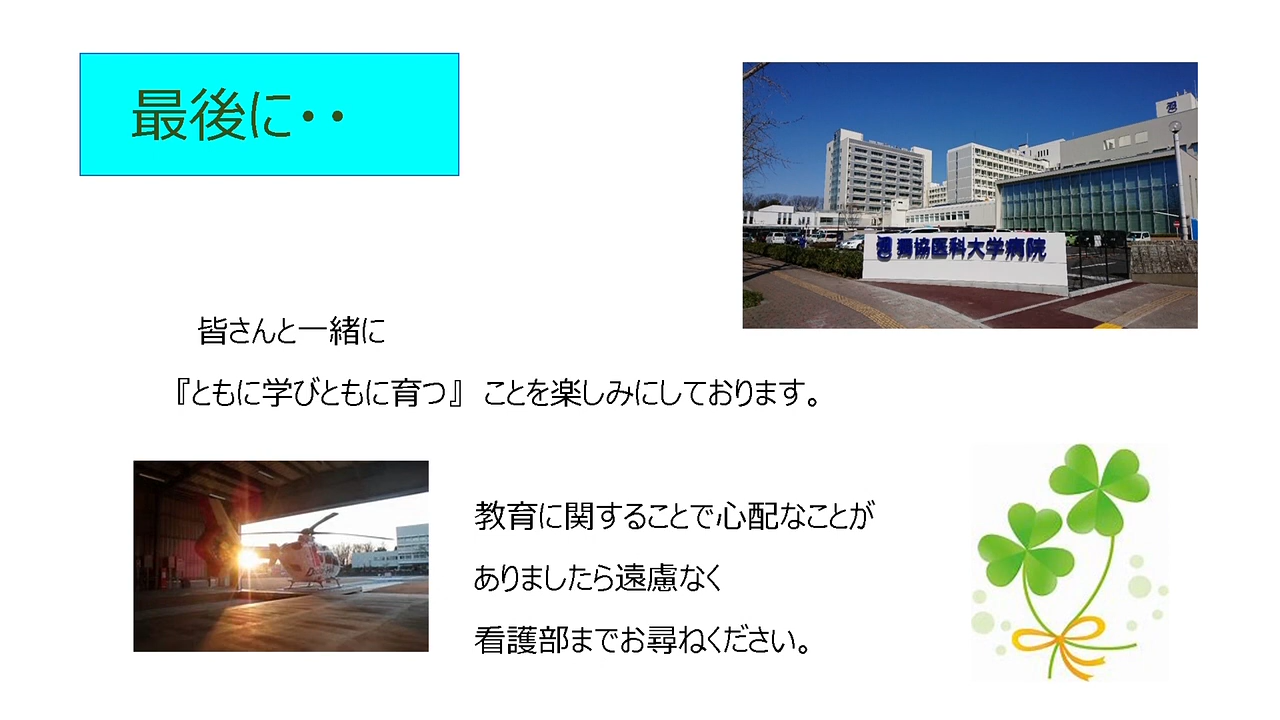 最後に・・
獨協医科大学病院
皆さんと一緒に
『ともに学びともに育つ』 ことを楽しみにしております。
教育に関することで心配なことが
ありましたら遠慮なく
看護部までお尋ねください。